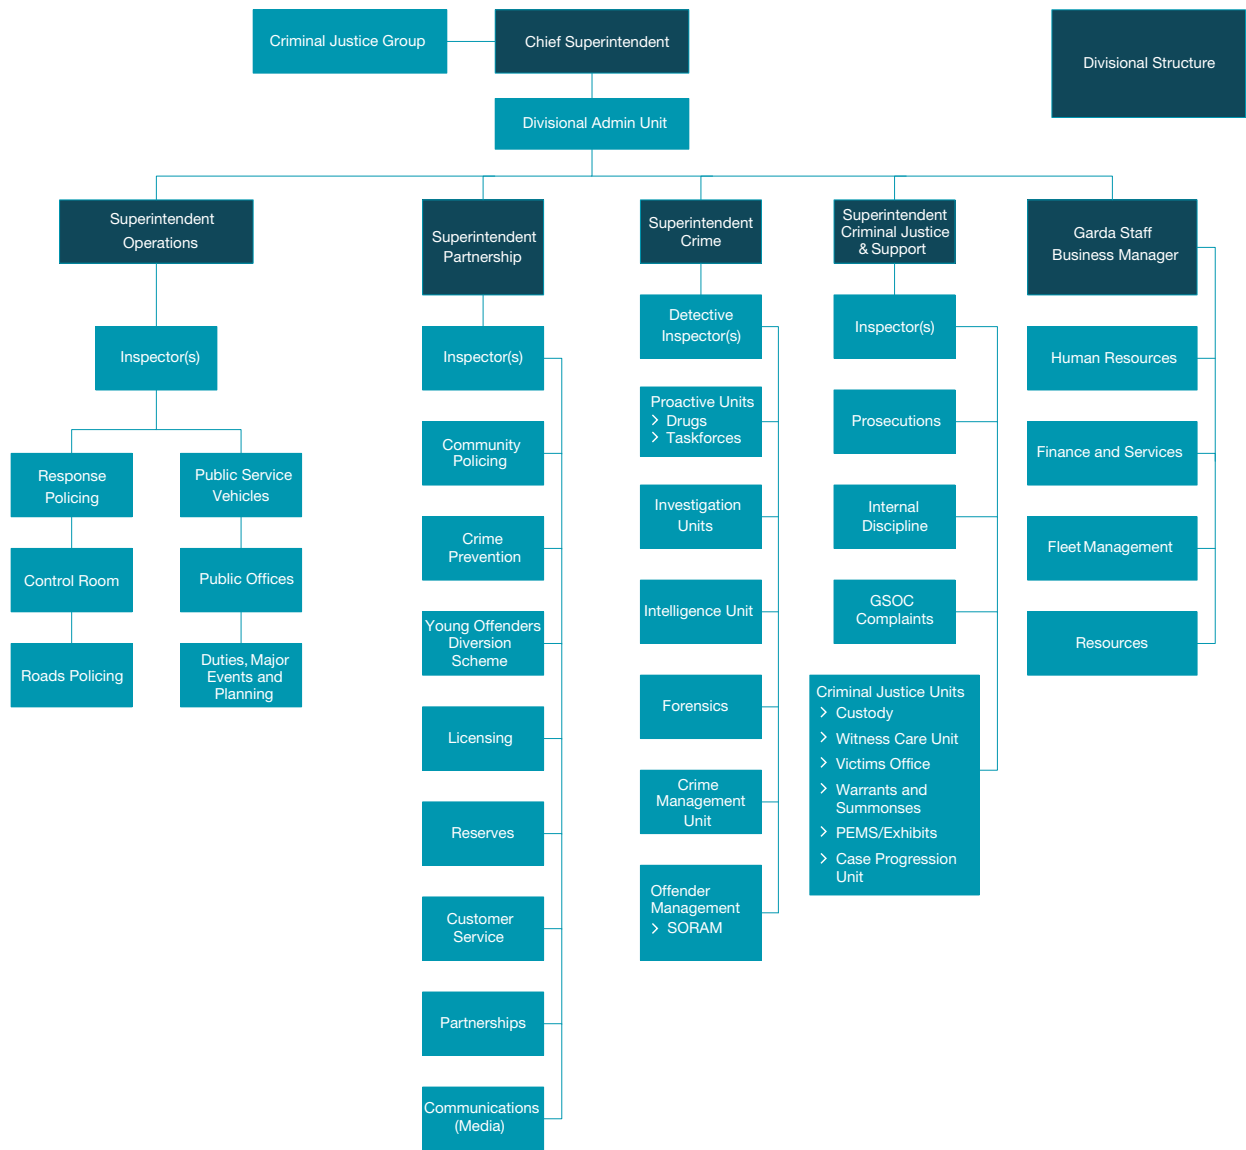 Criminal Justice Group
Chief Superintendent
Divisional Structure
Divisional Admin Unit
Superintendent
Operations
Inspector(s)
Response
Policing
Control Room
Roads Policing
Public Service
Vehicles
Public Offices
Duties, Major
Events and
Planning
Superintendent
Partnership
Inspector(s)
Community
Policing
Crime
Prevention
Young Offenders
Diversion
Scheme
Licensing
Reserves
Customer
Service
Partnerships
Communications
(Media)
Superintendent
Crime
Detective
Inspector(s)
Proactive Units
> Drugs
> Taskforces
Investigation
Units
Intelligence Unit
Forensics
Crime
Management
Unit
Offender
Management
> SORAM
Superintendent
Criminal Justice
& Support
Inspector(s)
Prosecutions
Internal
Discipline
GSOC
Complaints
Criminal Justice Units
> Custody
> Witness Care Unit
> Victims Office
> Warrants and
Summonses
> PEMS/Exhibits
> Case Progression
Unit
Garda Staff
Business Manager
Human Resources
Finance and Services
Fleet Management
Resources